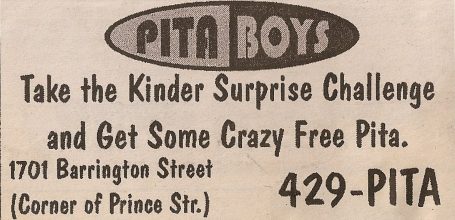 PITA BOYS
Take the Kinder Surprise Challenge
and Get Some Crazy Free Pita.
1701 Barrington Street
(Corner of Prince Str.)
429-PITA